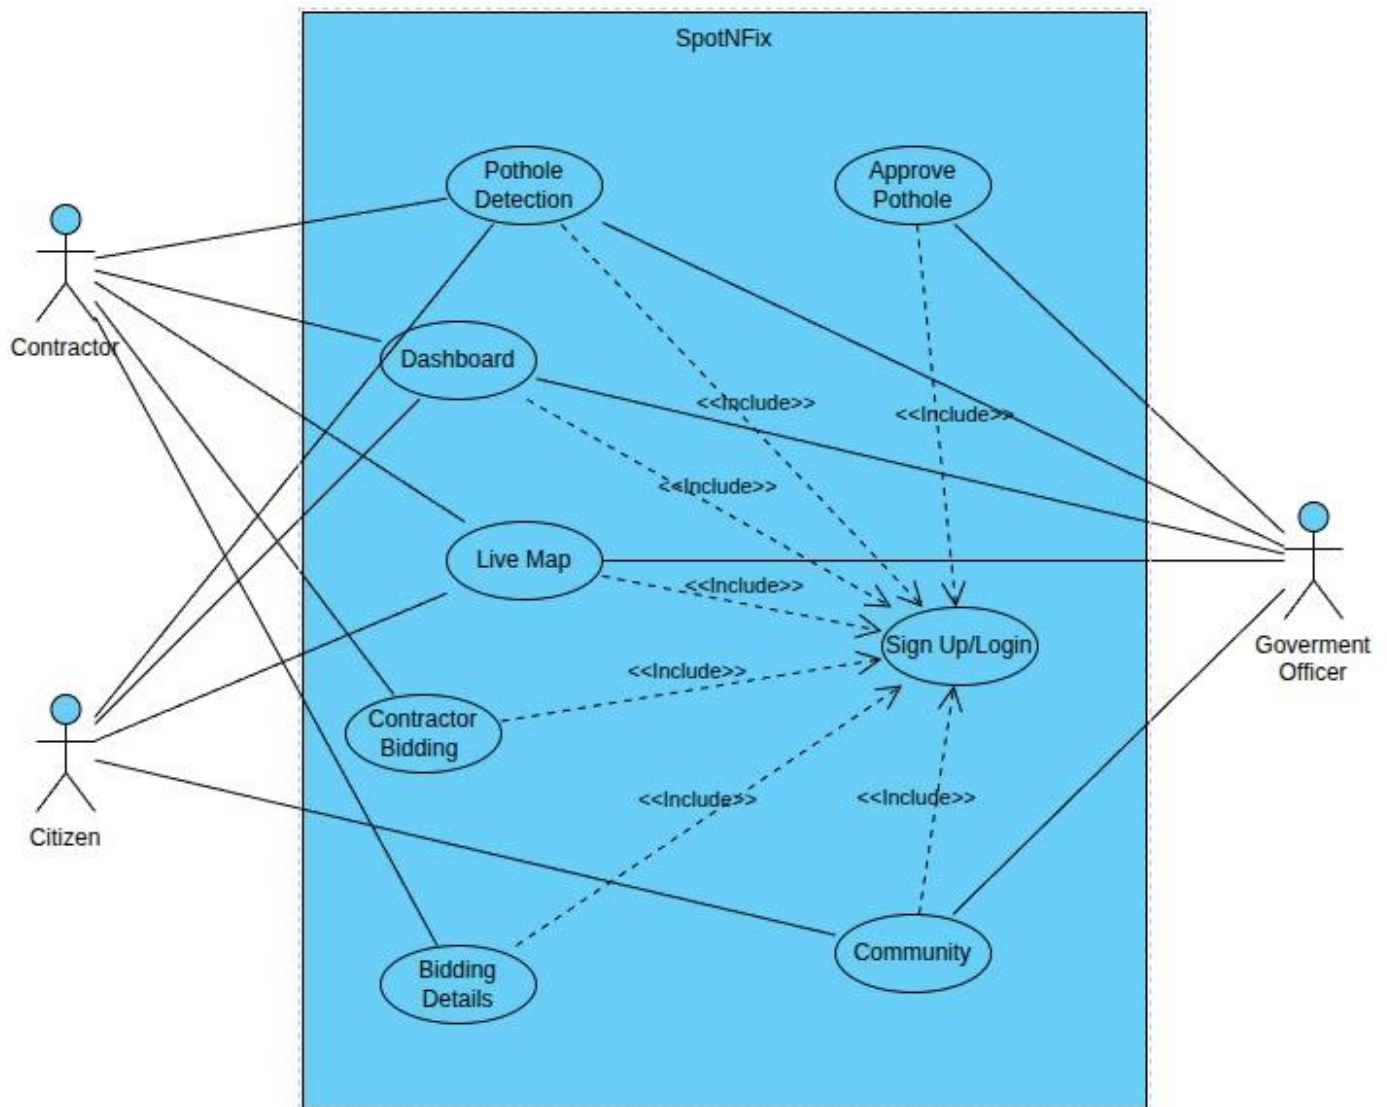 SpotNFix
Pothole
Detection
Approve
Pothole
Contractor
Dashboard
<<Include>>
<<Include>>
<<Include>>
Live Map
<<Include>>
Sign Up/Login
Goverment
Officer
<<Include>>
Contractor
Bidding
<<Include>>
<<Include>>
Citizen
Community
Bidding
Details